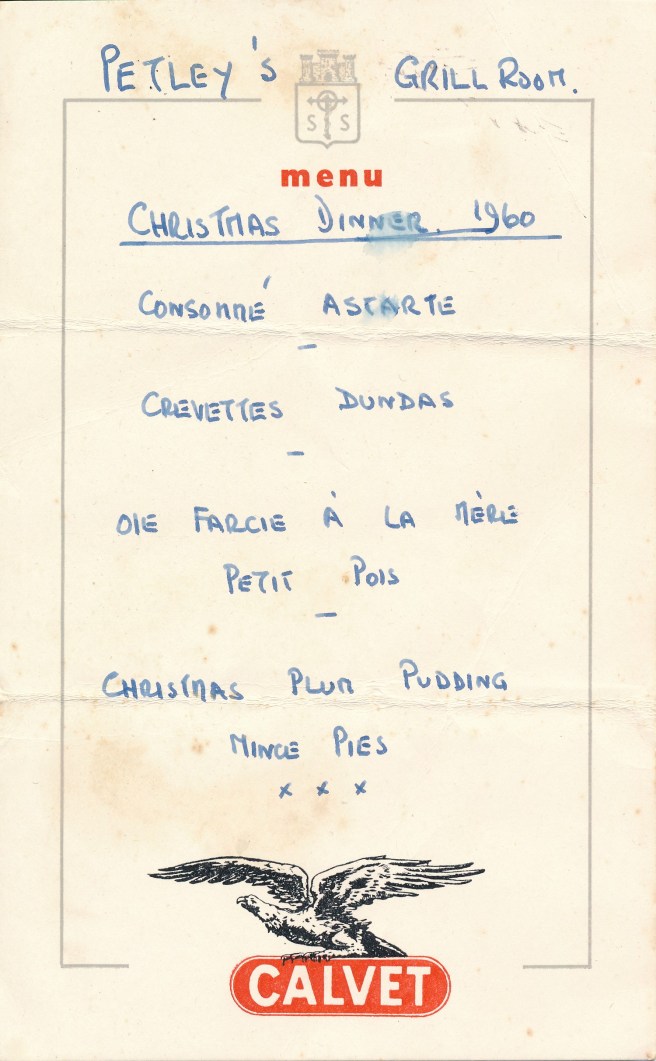 PETLEY'S GRILL ROOM.
S S
menu
CHRISTMAS DINNER. 1960
CONSOMMÉ ASTARTE
–
CREVETTES DUNDAS
–
OIE FARCIE À LA MÈRE
PETIT POIS
–
CHRISTMAS PLUM PUDDING
MINCE PIES
x x x
CALVET